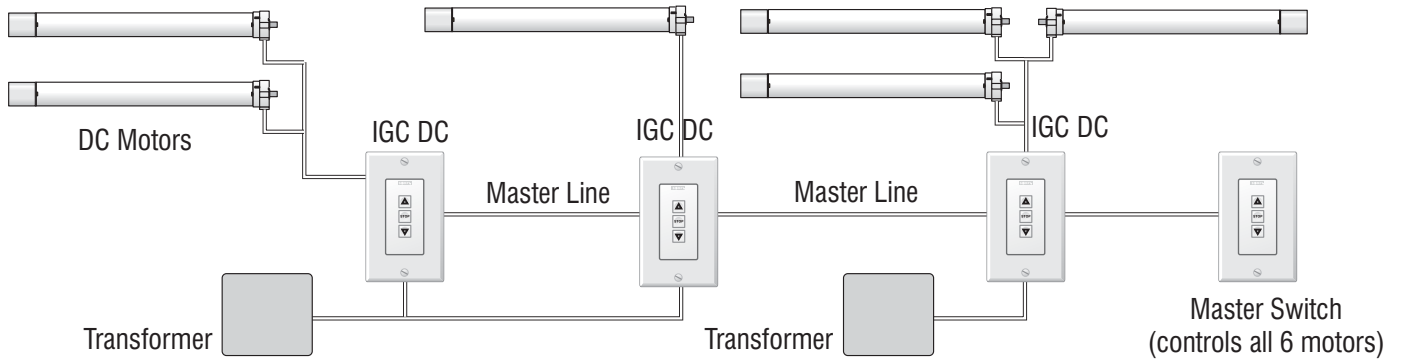 DC Motors
IGC DC
IGC DC
IGC DC
Master Line
Master Line
STOP
STOP
STOP
STOP
Transformer
Transformer
Master Switch
(controls all 6 motors)